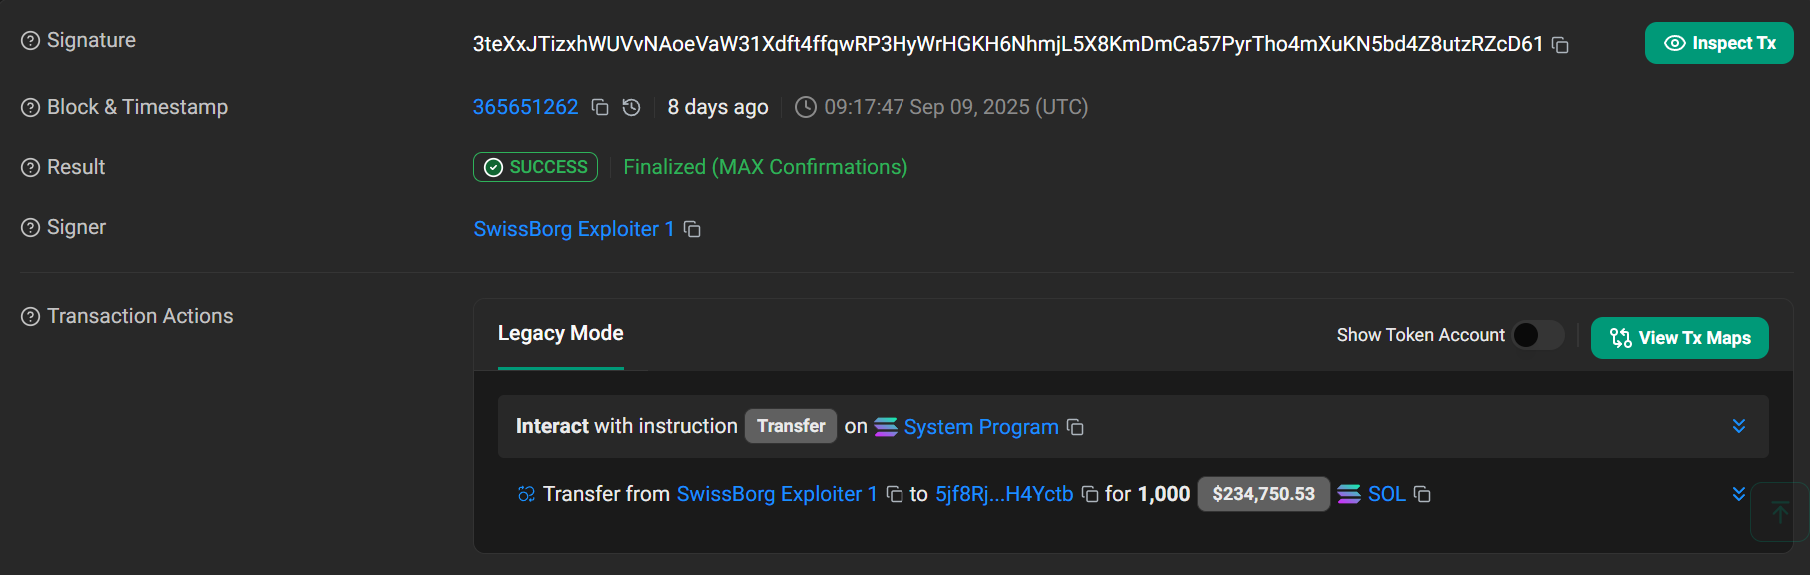 Signature
3teXxJTizxhWUVvNAoeVaW31Xdft4ffqwRP3HyWrHGKH6NhmjL5X8KmDmCa57PyrTho4mXuKN5bd4Z8utzRZcD61
Inspect Tx
Block & Timestamp
365651262 8 days ago 09:17:47 Sep 09, 2025 (UTC)
Result
SUCCESS Finalized (MAX Confirmations)
Signer
SwissBorg Exploiter 1
Transaction Actions
Legacy Mode
Show Token Account
View Tx Maps
Interact with instruction Transfer on System Program
Transfer from SwissBorg Exploiter 1 to 5jf8Rj...H4Yctb for 1,000 $234,750.53 SOL